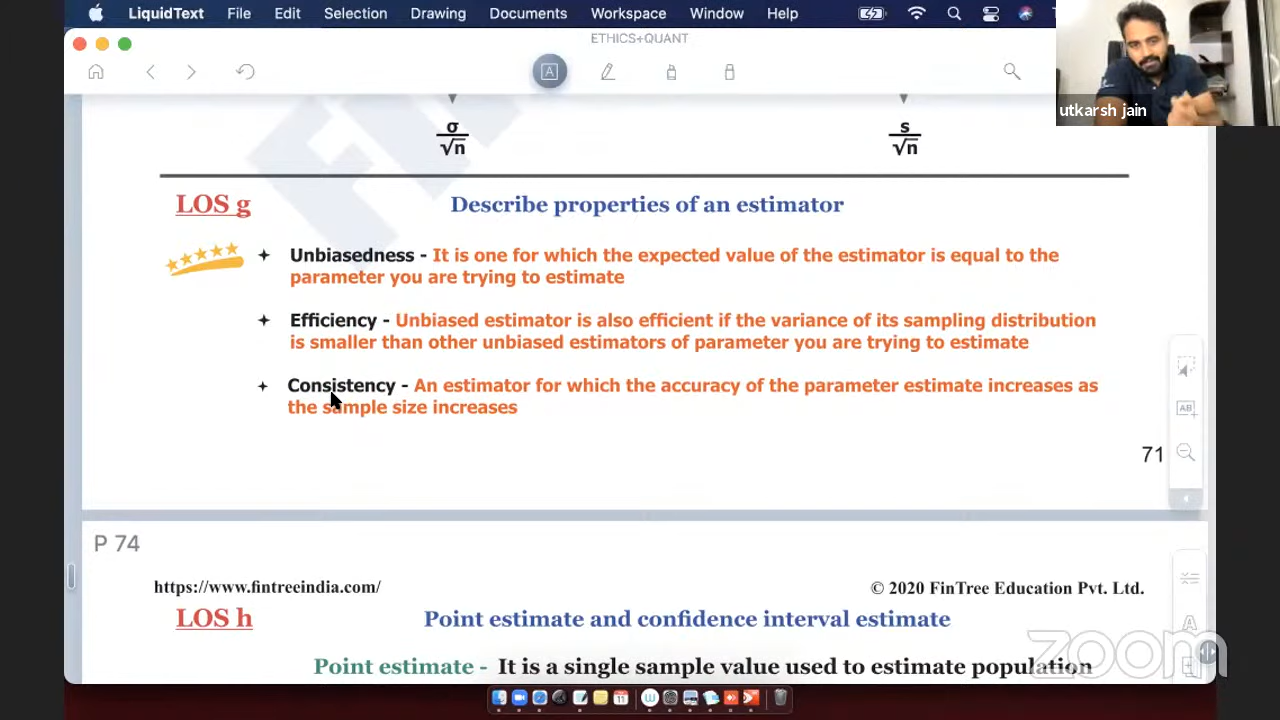 LiquidText File Edit Selection Drawing Documents Workspace Window Help
ETHICS+QUANT
utkarsh jain
σ
√n
s
√n
LOS g Describe properties of an estimator
Unbiasedness - It is one for which the expected value of the estimator is equal to the
parameter you are trying to estimate
Efficiency - Unbiased estimator is also efficient if the variance of its sampling distribution
is smaller than other unbiased estimators of parameter you are trying to estimate
Consistency - An estimator for which the accuracy of the parameter estimate increases as
the sample size increases
71
P 74
https://www.fintreeindia.com/ © 2020 FinTree Education Pvt. Ltd.
LOS h Point estimate and confidence interval estimate
Point estimate - It is a single sample value used to estimate population
zoom